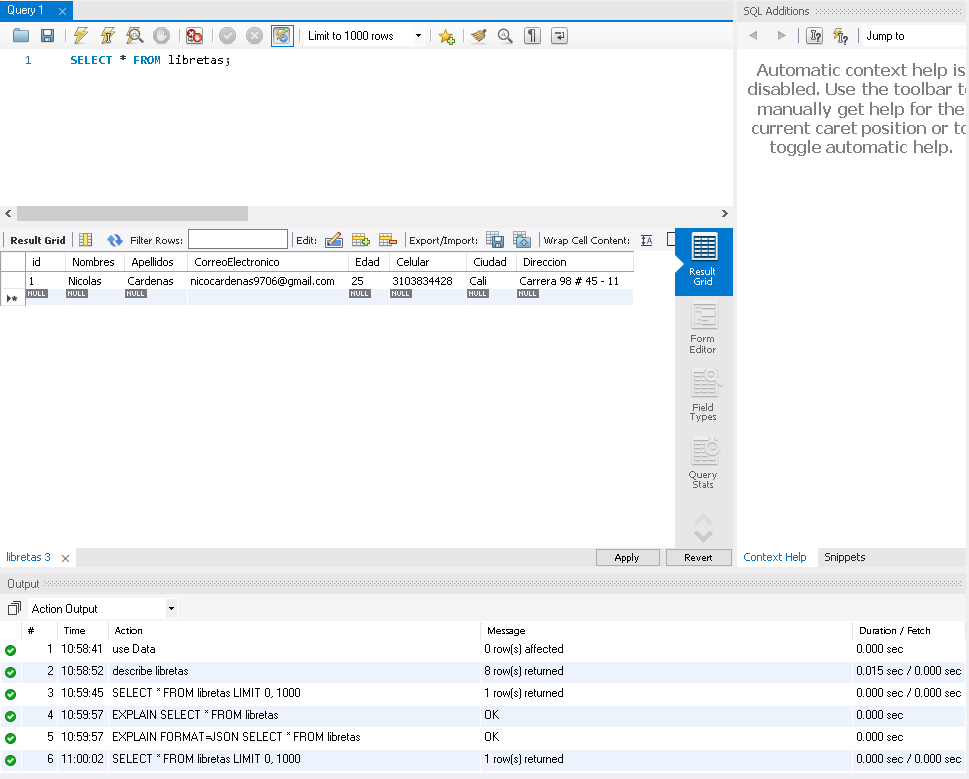 Query 1
Limit to 1000 rows
1 SELECT * FROM libretas;
SQL Additions
Jump to
Automatic context help is
disabled. Use the toolbar to
manually get help for the
current caret position or to
toggle automatic help.
Result Grid Filter Rows: Edit: Export/Import: Wrap Cell Content:
id Nombres Apellidos CorreoElectronico Edad Celular Ciudad Direccion
1 Nicolas Cardenas nicocardenas9706@gmail.com 25 3103834428 Cali Carrera 98 # 45 - 11
NULL NULL NULL NULL NULL NULL NULL
Result
Grid
Form
Editor
Field
Types
Query
Stats
libretas 3
Apply Revert
Context Help Snippets
Output
Action Output
# Time Action Message Duration / Fetch
1 10:58:41 use Data 0 row(s) affected 0.000 sec
2 10:58:52 describe libretas 8 row(s) returned 0.015 sec / 0.000 sec
3 10:59:45 SELECT * FROM libretas LIMIT 0, 1000 1 row(s) returned 0.000 sec / 0.000 sec
4 10:59:57 EXPLAIN SELECT * FROM libretas OK 0.000 sec
5 10:59:57 EXPLAIN FORMAT=JSON SELECT * FROM libretas OK 0.000 sec
6 11:00:02 SELECT * FROM libretas LIMIT 0, 1000 1 row(s) returned 0.000 sec / 0.000 sec